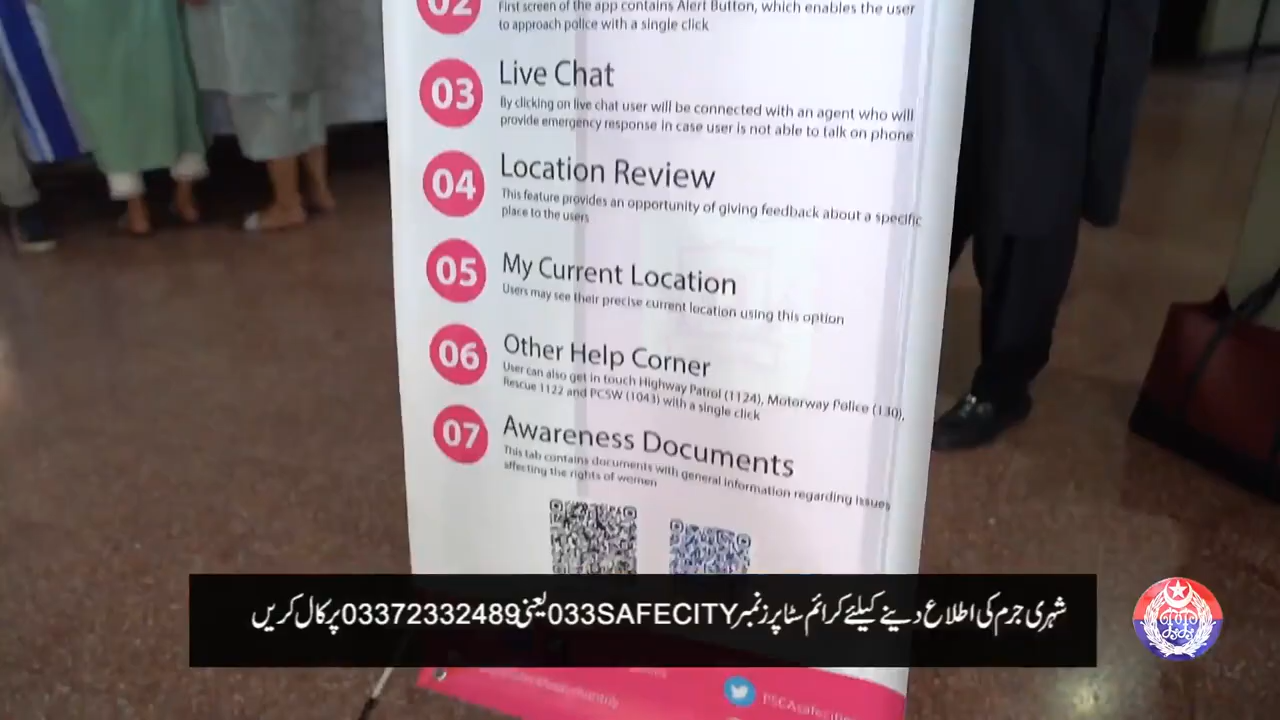 02
First screen of the app contains Alert Button, which enables the user
to approach police with a single click
03
Live Chat
By clicking on live chat user will be connected with an agent who will
provide emergency response in case user is not able to talk on phone
04
Location Review
This feature provides an opportunity of giving feedback about a specific
place to the users
05
My Current Location
Users may see their precise current location using this option
06
Other Help Corner
User can also get in touch Highway Patrol (1124), Motorway Police (130),
Rescue 1122 and PCSW (1043) with a single click
07
Awareness Documents
This tab contains documents with general information regarding issues
affecting the rights of women
شہری جرم کی اطلاع دینے کیلئے کرائم سٹاپرز نمبر 033SAFECITY یعنی 03372332489 پر کال کریں